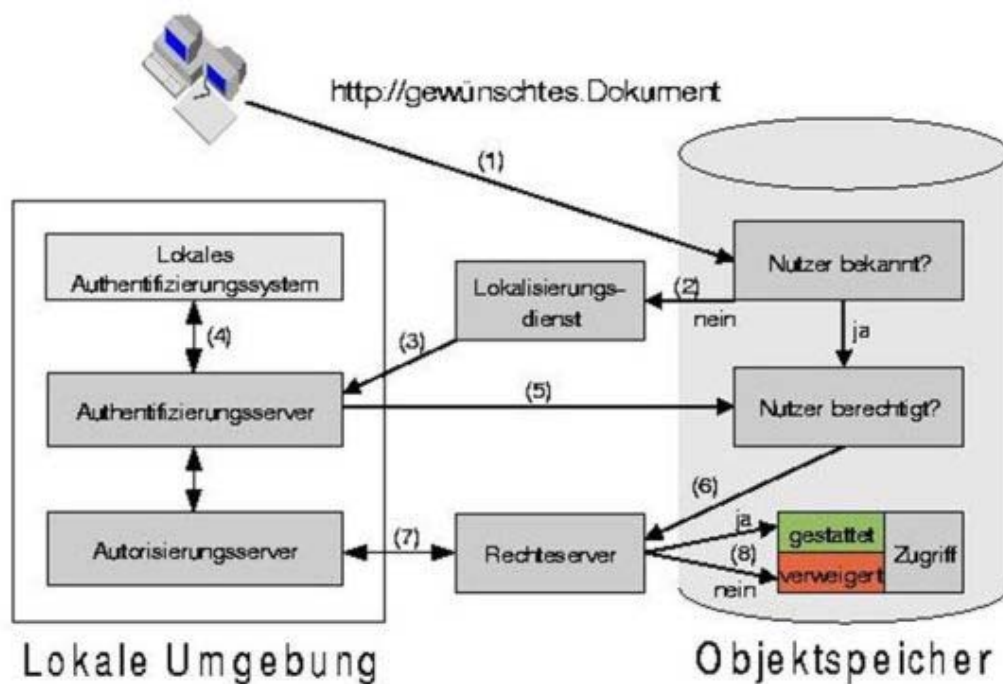 http://gewünschtes.Dokument
(1)
Lokales
Authentifizierungssystem
(4)
Authentifizierungsserver
Autorisierungsserver
Lokale Umgebung
Lokalisierungs-
dienst
(2)
nein
(3)
(5)
(6)
(7)
Rechteserver
Nutzer bekannt?
ja
Nutzer berechtigt?
ja
(8)
nein
gestattet
verweigert
Zugriff
Objektspeicher